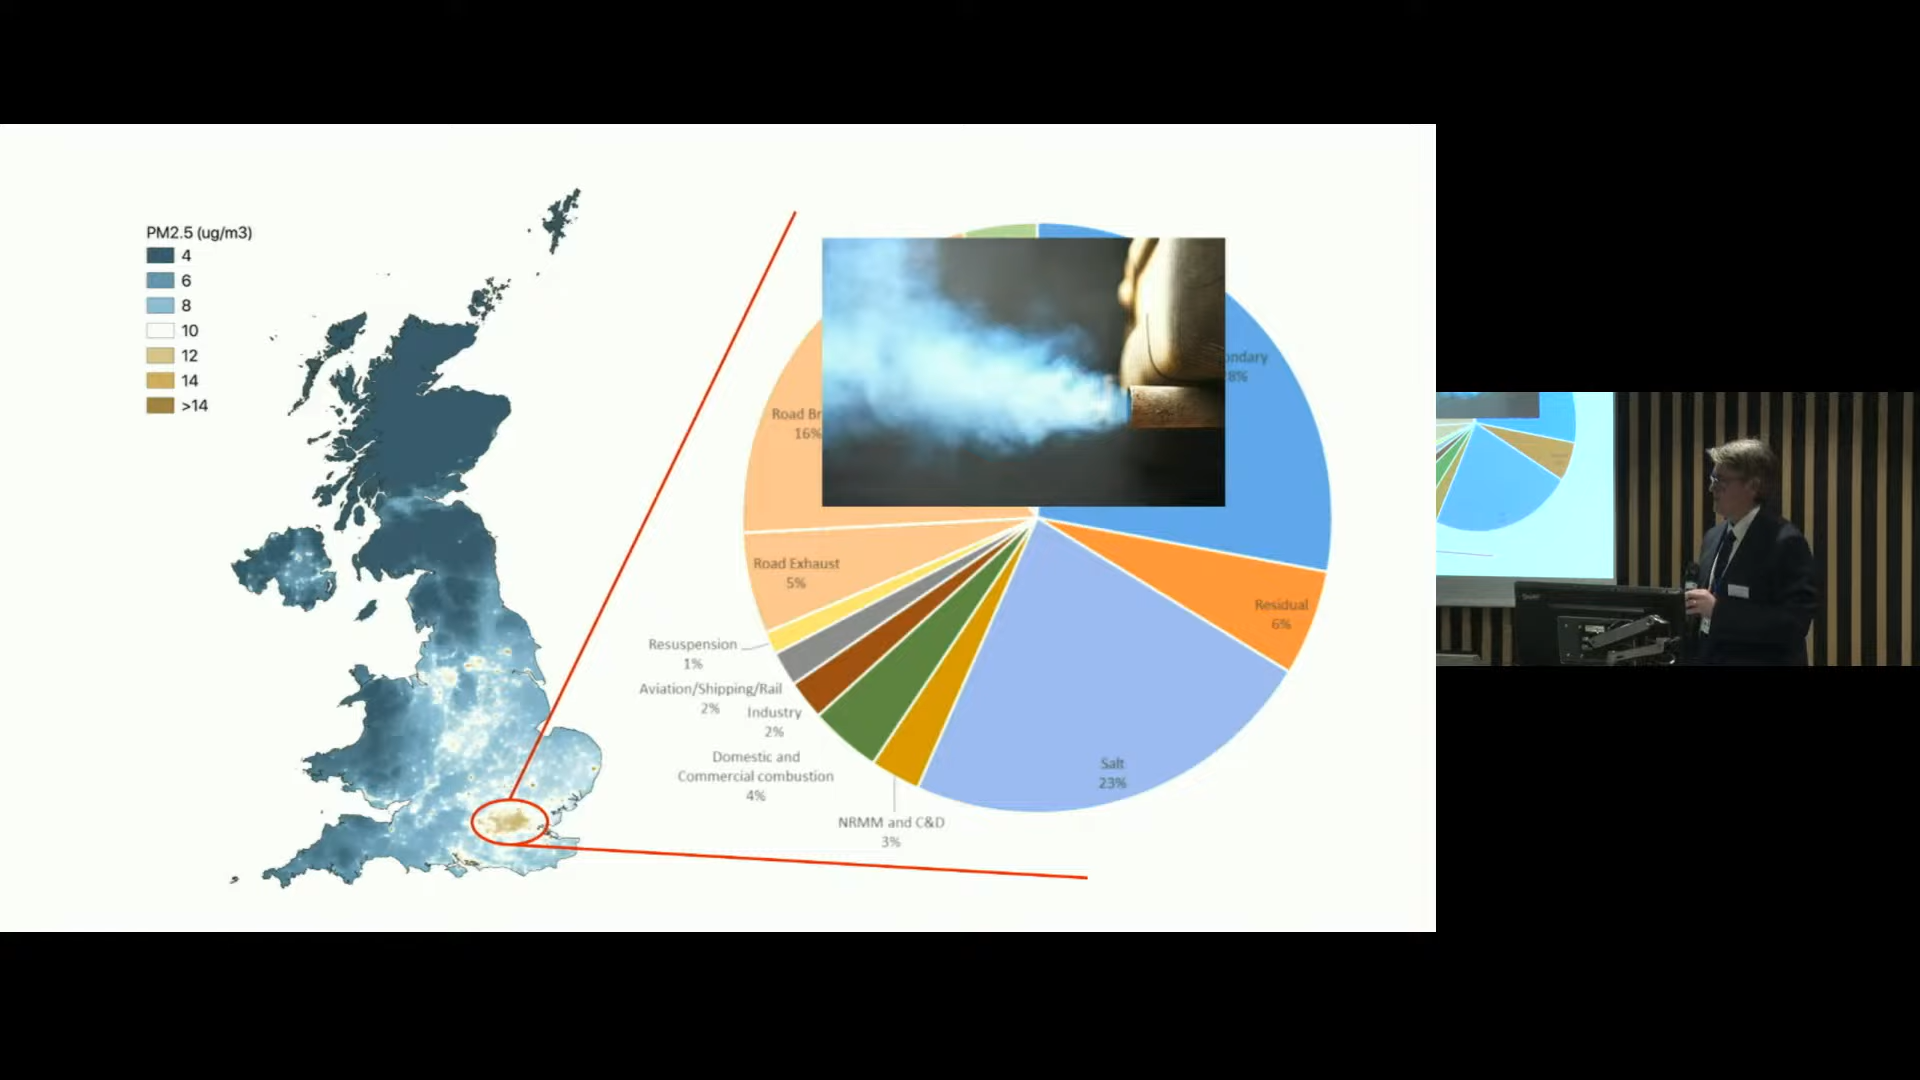 PM2.5 (ug/m3)
4
6
8
10
12
14
>14
ondary
8%
Road Br
16%
Road Exhaust
5%
Residual
6%
Resuspension
1%
Aviation/Shipping/Rail
2%
Industry
2%
Domestic and
Commercial combustion
4%
Salt
23%
NRMM and C&D
3%